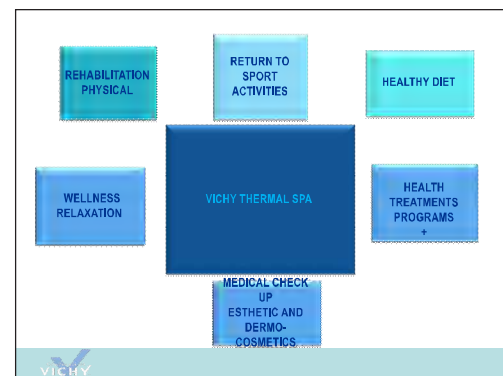 REHABILITATION
PHYSICAL
RETURN TO
SPORT
ACTIVITIES
HEALTHY DIET
WELLNESS
RELAXATION
VICHY THERMAL SPA
HEALTH
TREATMENTS
PROGRAMS
+
MEDICAL CHECK
UP
ESTHETIC AND
DERMO-
COSMETICS
VICHY